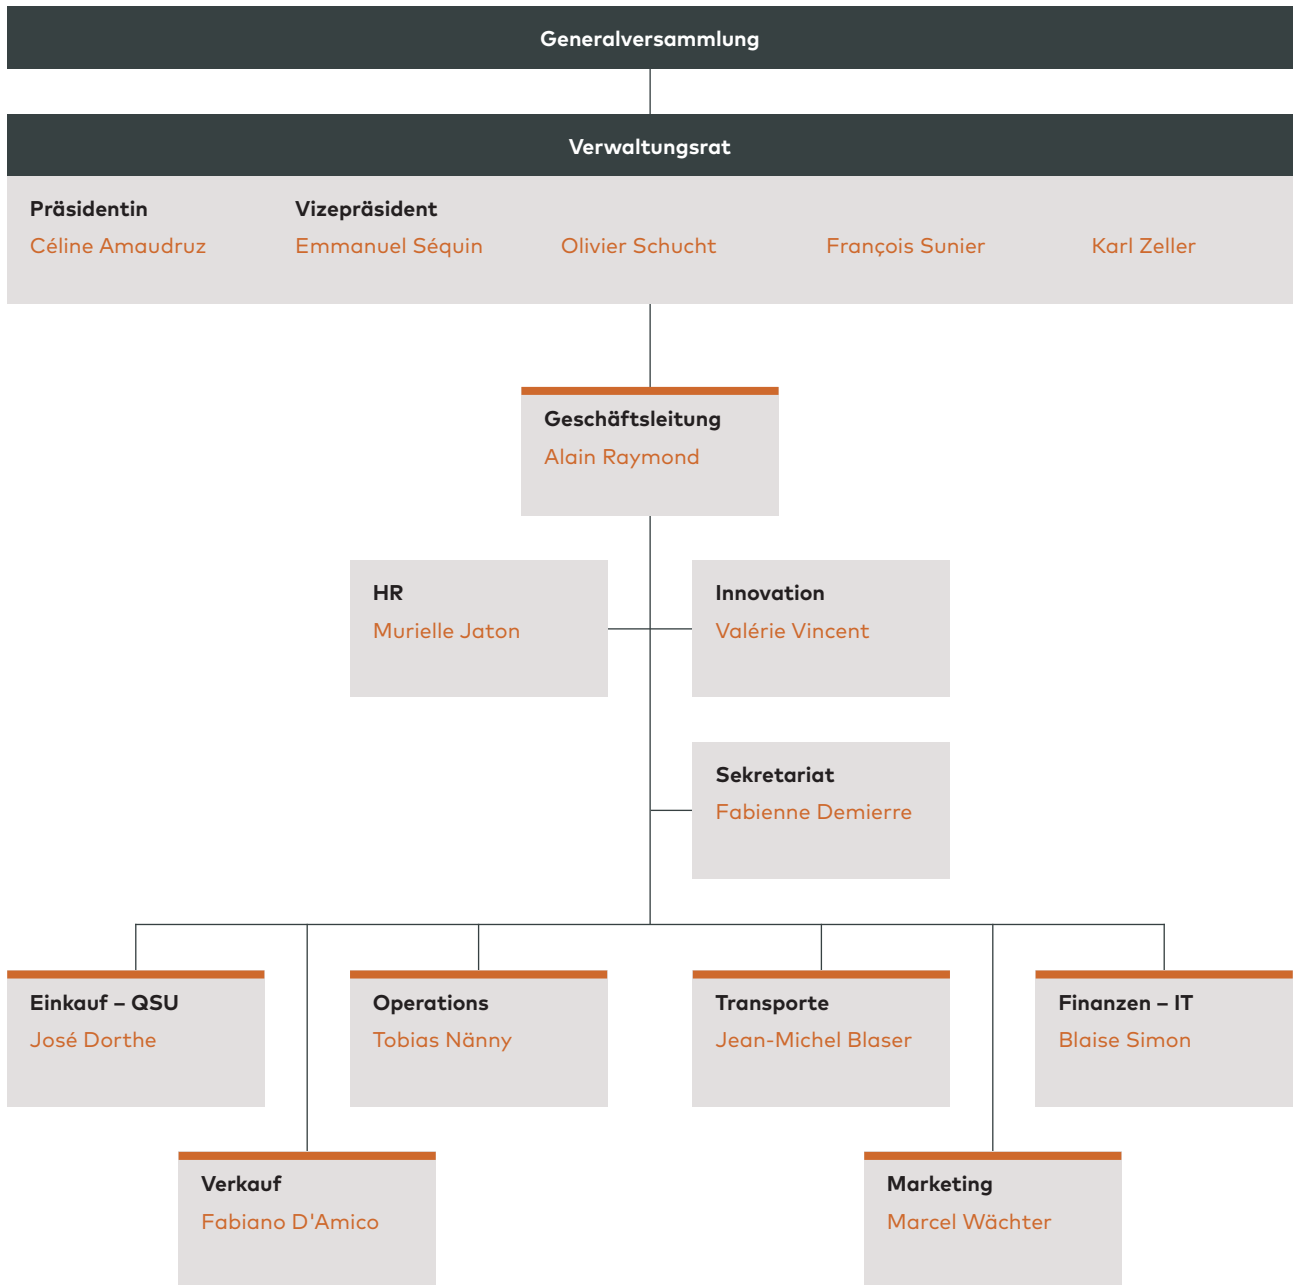 Generalversammlung
Verwaltungsrat
Präsidentin
Céline Amaudruz
Vizepräsident
Emmanuel Séquin
Olivier Schucht
François Sunier
Karl Zeller
Geschäftsleitung
Alain Raymond
HR
Murielle Jaton
Innovation
Valérie Vincent
Sekretariat
Fabienne Demierre
Einkauf – QSU
José Dorthe
Operations
Tobias Nänny
Transporte
Jean-Michel Blaser
Finanzen – IT
Blaise Simon
Verkauf
Fabiano D'Amico
Marketing
Marcel Wächter